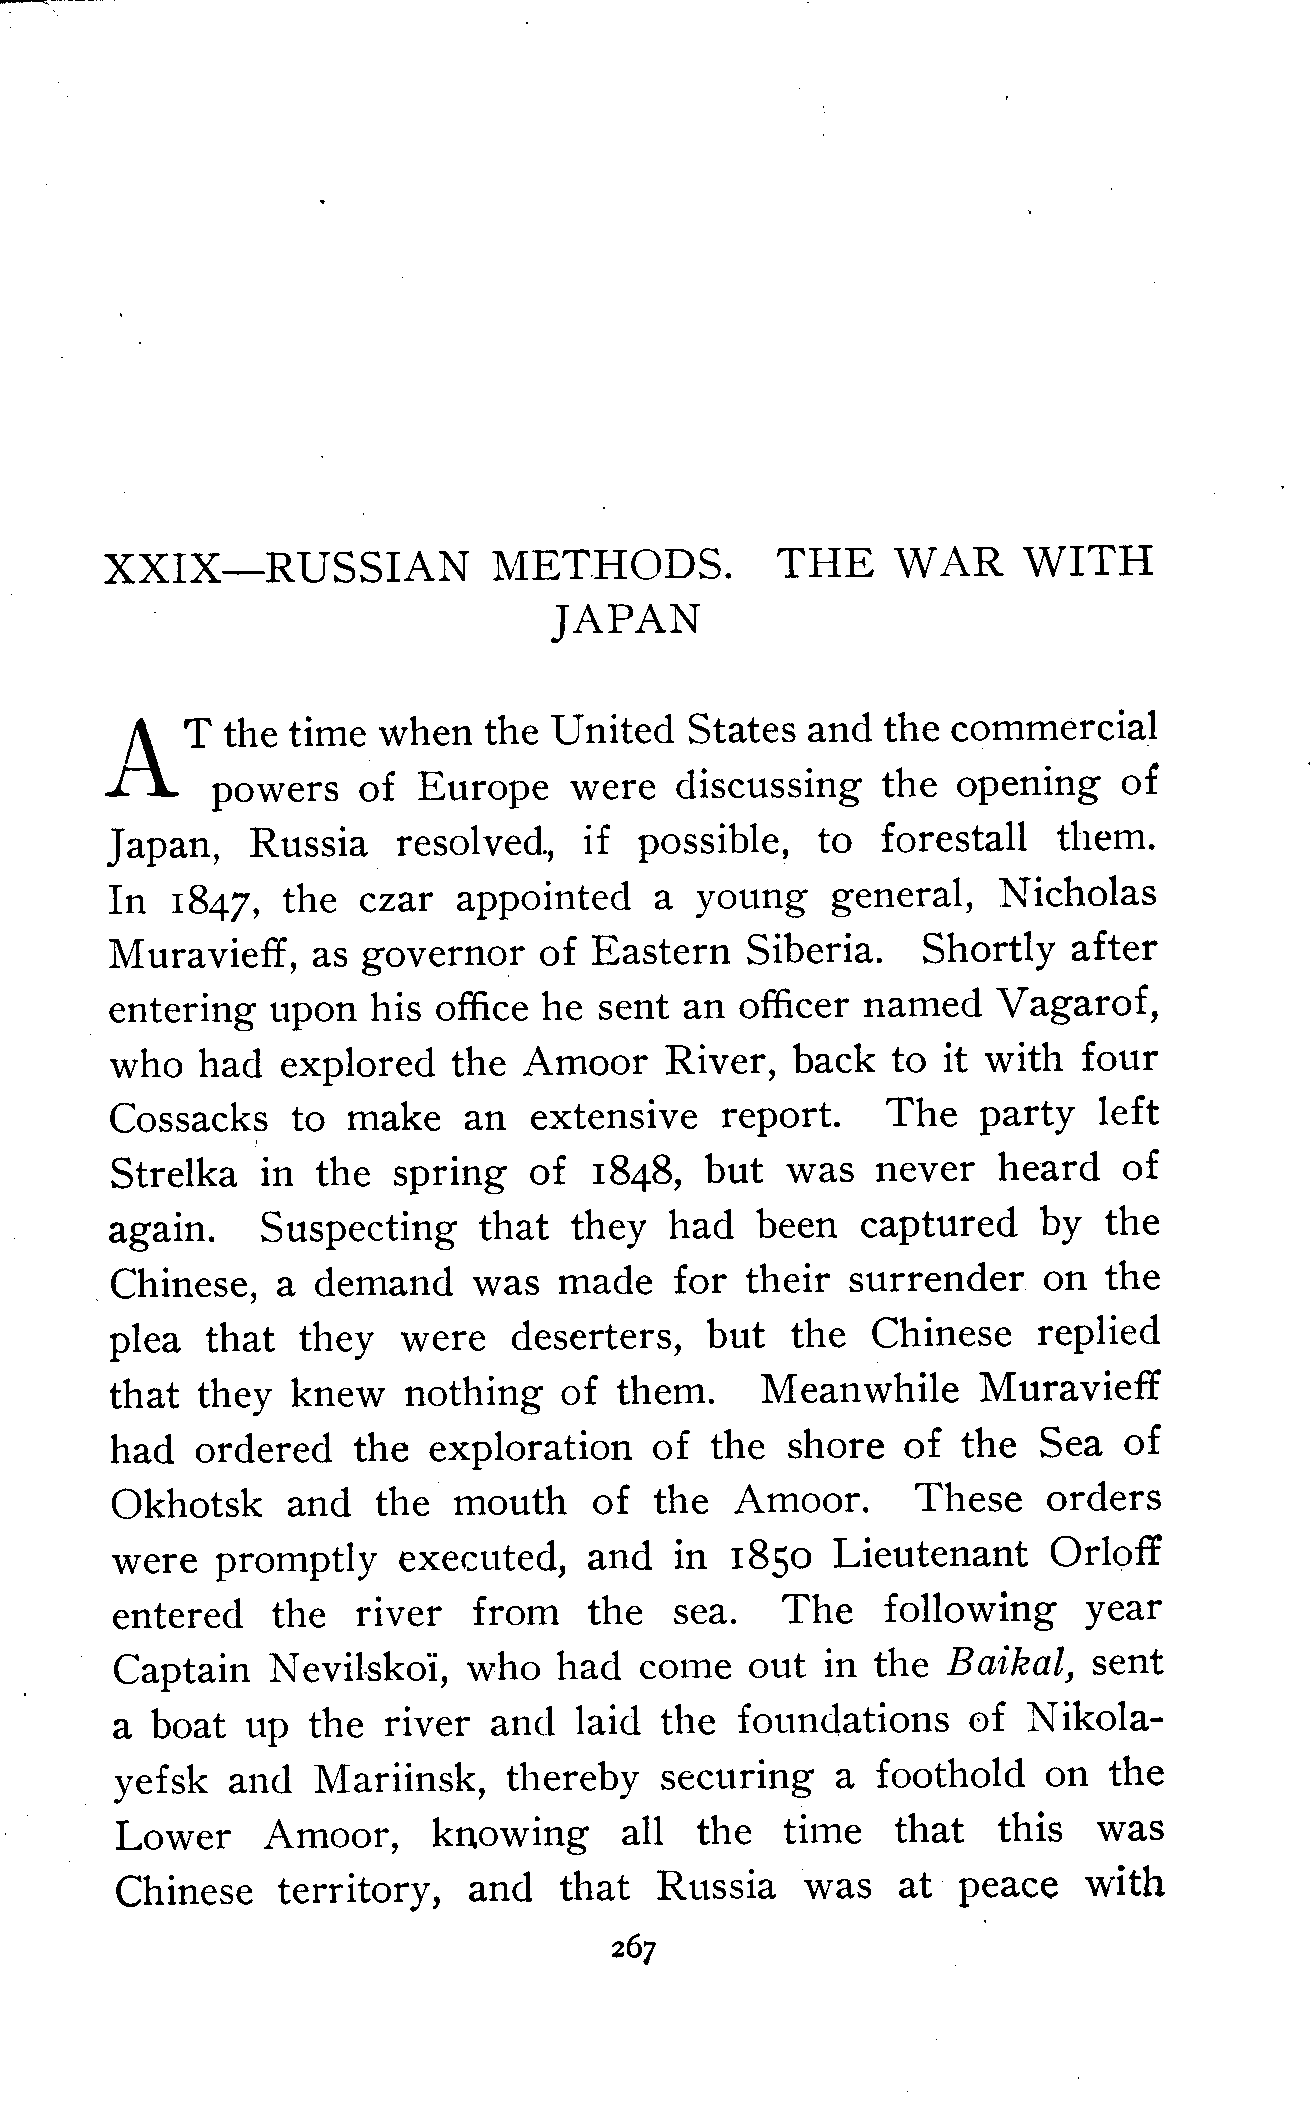 XXIX—RUSSIAN METHODS. THE WAR WITH
JAPAN
AT the time when the United States and the commercial
powers of Europe were discussing the opening of
Japan, Russia resolved, if possible, to forestall them.
In 1847, the czar appointed a young general, Nicholas
Muravieff, as governor of Eastern Siberia. Shortly after
entering upon his office he sent an officer named Vagarof,
who had explored the Amoor River, back to it with four
Cossacks to make an extensive report. The party left
Strelka in the spring of 1848, but was never heard of
again. Suspecting that they had been captured by the
Chinese, a demand was made for their surrender on the
plea that they were deserters, but the Chinese replied
that they knew nothing of them. Meanwhile Muravieff
had ordered the exploration of the shore of the Sea of
Okhotsk and the mouth of the Amoor. These orders
were promptly executed, and in 1850 Lieutenant Orloff
entered the river from the sea. The following year
Captain Nevilskoï, who had come out in the Baikal, sent
a boat up the river and laid the foundations of Nikola-
yefsk and Mariinsk, thereby securing a foothold on the
Lower Amoor, knowing all the time that this was
Chinese territory, and that Russia was at peace with
267